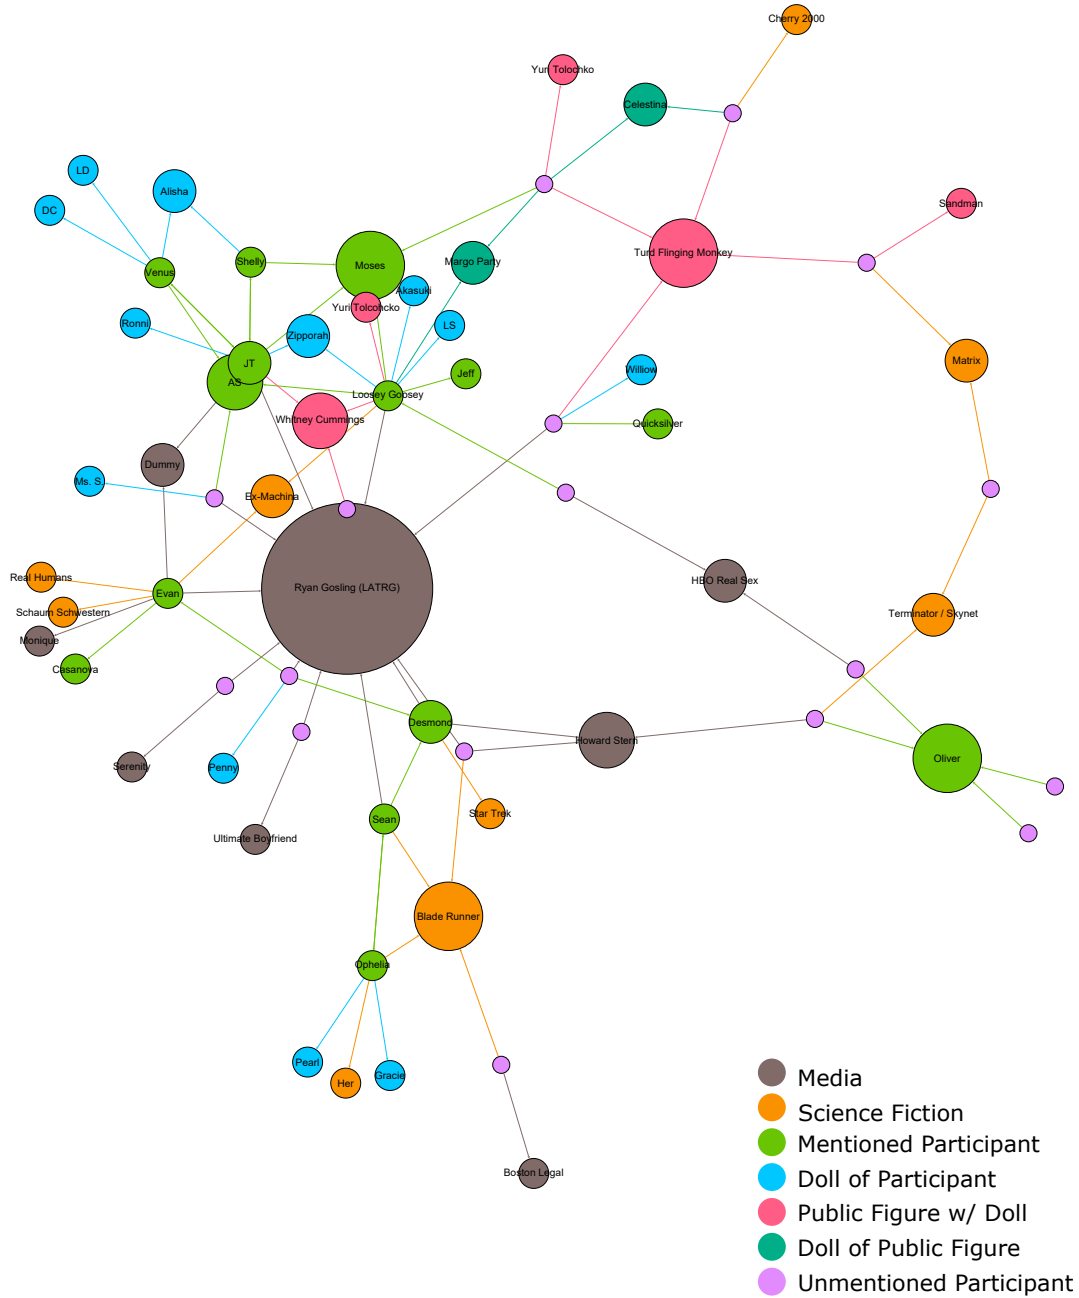 Cherry 2000
Yuri Tolochko
Celestina
LD
Alisha
DC
Sandman
Shelly
Turd Flinging Monkey
Venus
Moses
Margo Party
Akasuki
Yuri Tolconcko
Ronni
LS
Zipporah
JT
Matrix
Williow
Jeff
AS
Loosey Goosey
Whitney Cummings
Quicksilver
Dummy
Ms. S.
Ex-Machina
Real Humans
HBO Real Sex
Ryan Gosling (LATRG)
Evan
Schaum Schwestern
Terminator / Skynet
Monique
Casanova
Desmond
Howard Stern
Oliver
Serenity
Penny
Star Trek
Sean
Ultimate Boyfriend
Blade Runner
Ophelia
Pearl
Gracie
Her
Boston Legal
Media
Science Fiction
Mentioned Participant
Doll of Participant
Public Figure w/ Doll
Doll of Public Figure
Unmentioned Participant